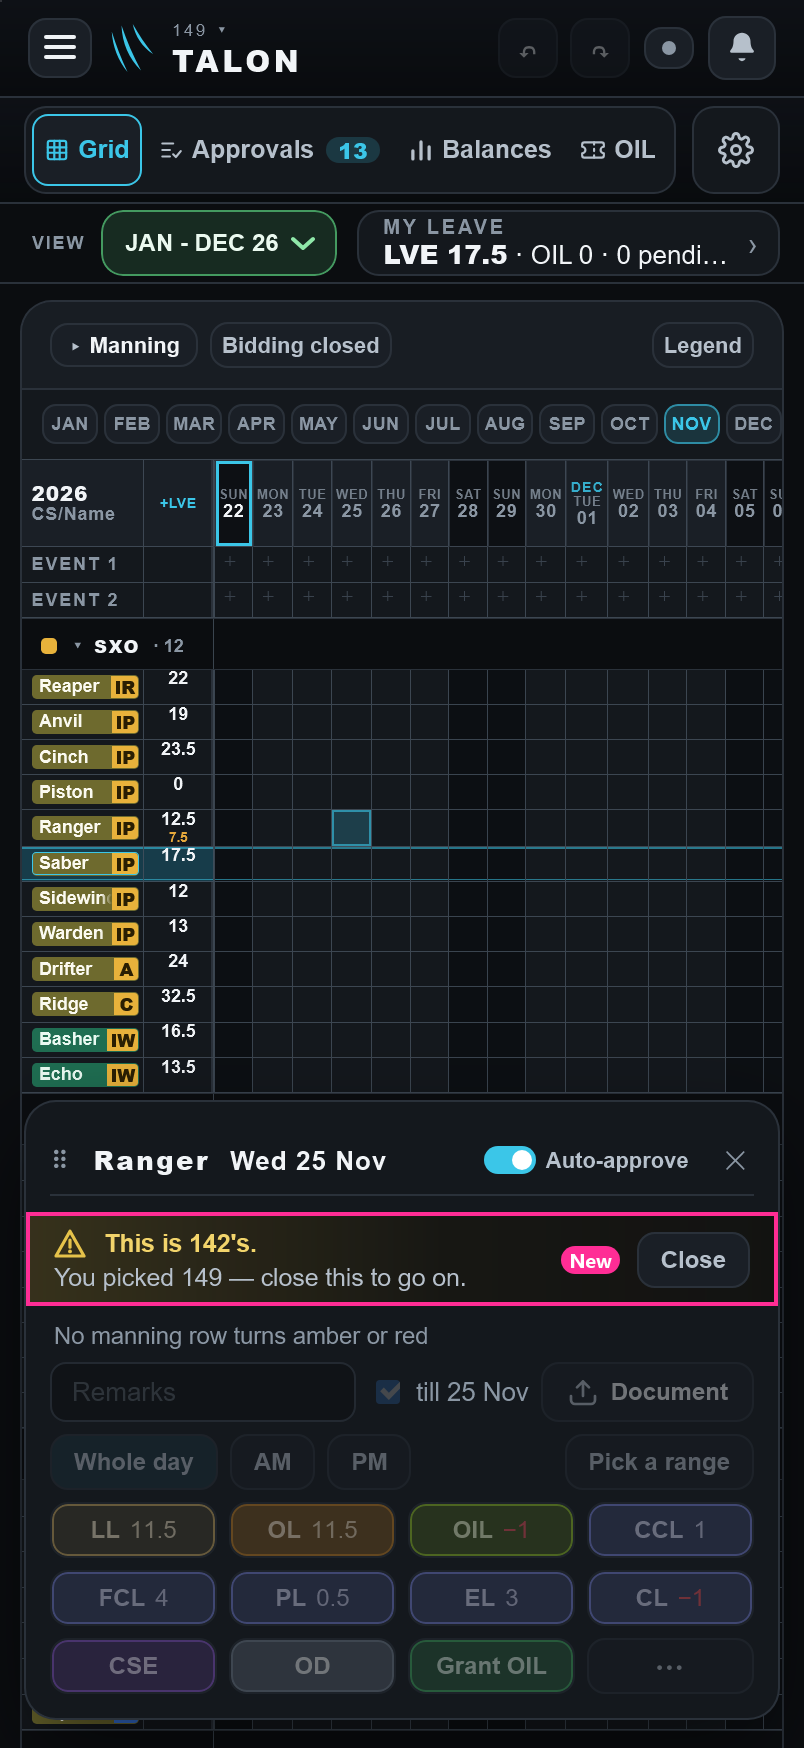 149 ▾
TALON
Grid
Approvals 13
Balances
OIL
VIEW
JAN - DEC 26
MY LEAVE
LVE 17.5 · OIL 0 · 0 pendi… ›
▸ Manning
Bidding closed
Legend
JAN FEB MAR APR MAY JUN JUL AUG SEP OCT NOV DEC
2026
CS/Name
+LVE
SUN 22
MON 23
TUE 24
WED 25
THU 26
FRI 27
SAT 28
SUN 29
MON 30
DEC TUE 01
WED 02
THU 03
FRI 04
SAT 05
EVENT 1 + + + + + + + + + + + + + + +
EVENT 2 + + + + + + + + + + + + + + +
▾ SXO · 12
Reaper IR 22
Anvil IP 19
Cinch IP 23.5
Piston IP 0
Ranger IP 12.5
7.5
Saber IP 17.5
Sidewin IP 12
Warden IP 13
Drifter A 24
Ridge C 32.5
Basher IW 16.5
Echo IW 13.5
Ranger Wed 25 Nov
Auto-approve
This is 142's.
You picked 149 — close this to go on.
New
Close
No manning row turns amber or red
Remarks
till 25 Nov
Document
Whole day
AM
PM
Pick a range
LL 11.5
OL 11.5
OIL −1
CCL 1
FCL 4
PL 0.5
EL 3
CL −1
CSE
OD
Grant OIL
···